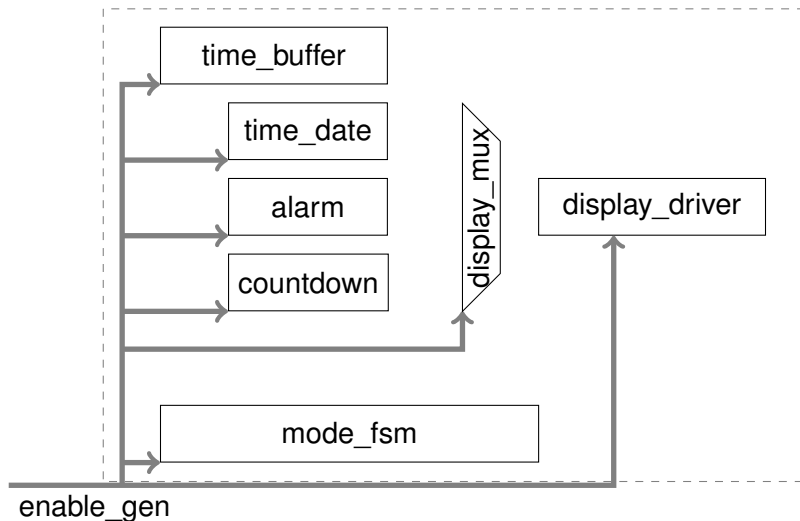 time_buffer
time_date
alarm
countdown
display_mux
display_driver
mode_fsm
enable_gen